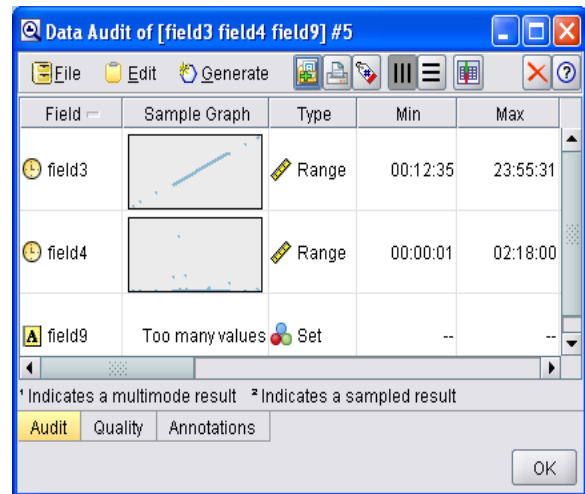 Data Audit of [field3 field4 field9] #5
File Edit Generate
Field Sample Graph Type Min Max
field3 Range 00:12:35 23:55:31
field4 Range 00:00:01 02:18:00
A field9 Too many values Set -- --
¹ Indicates a multimode result ² Indicates a sampled result
Audit Quality Annotations
OK